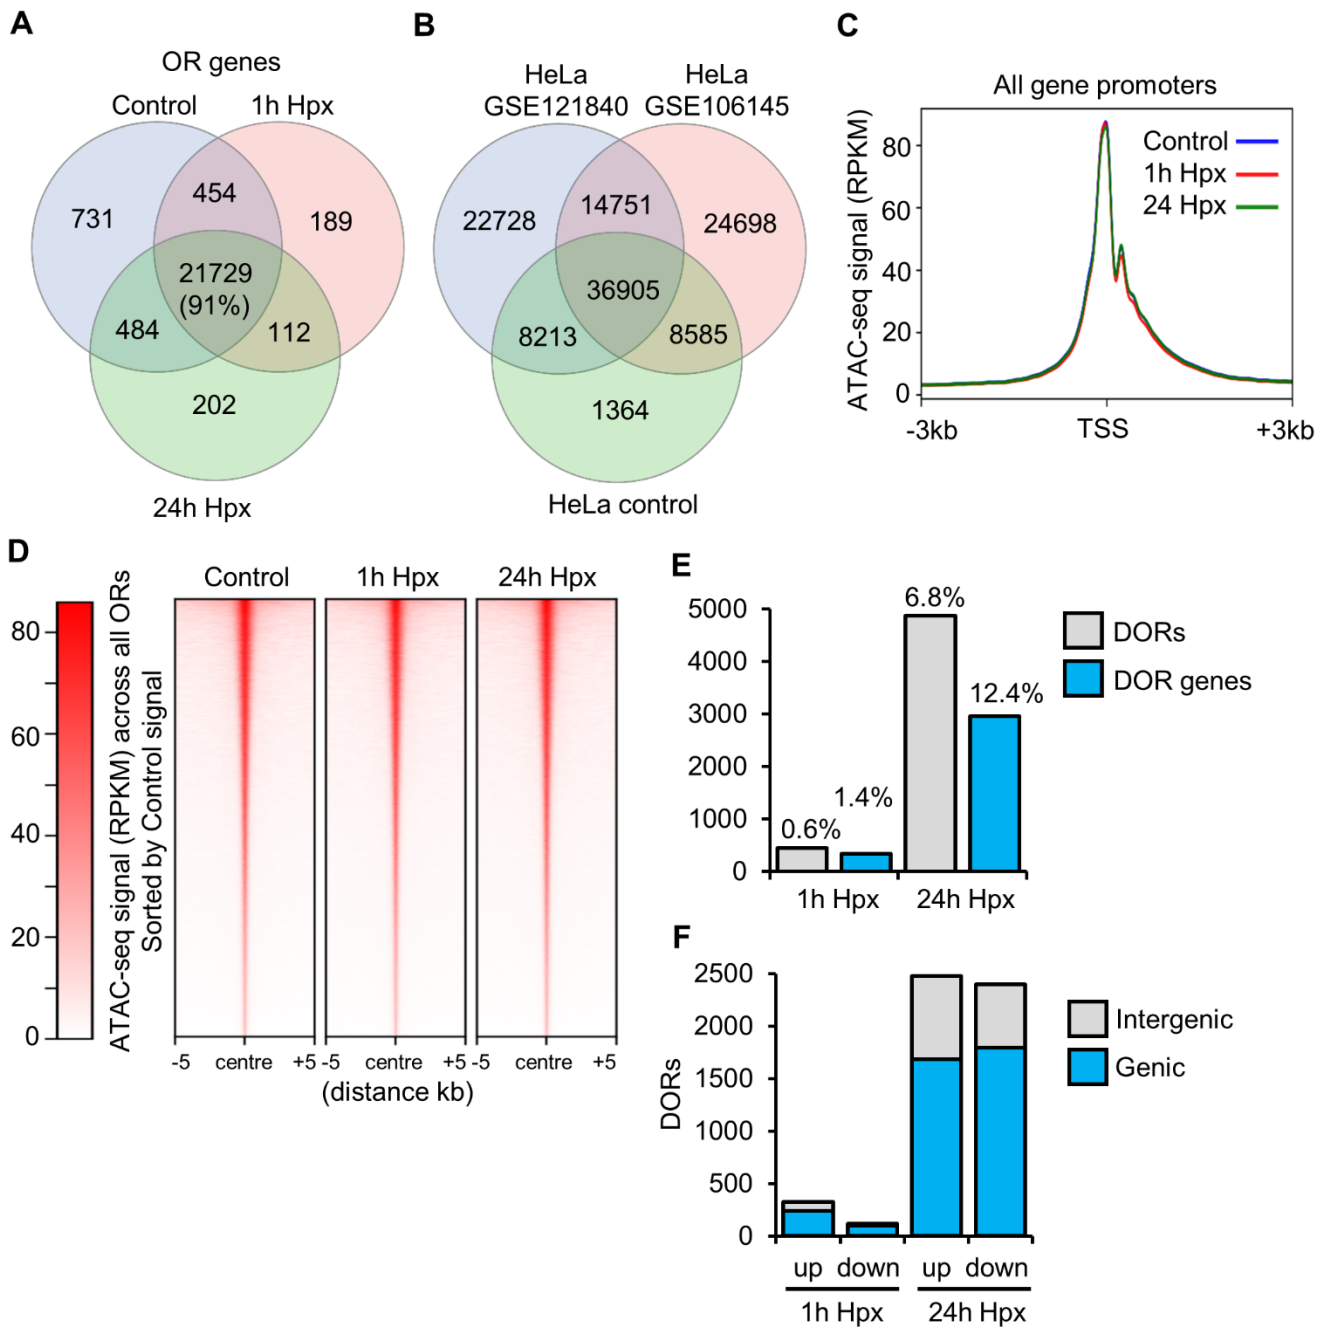 A
OR genes
Control
1h Hpx
731
454
189
21729
(91%)
484
112
202
24h Hpx
B
HeLa
GSE121840
HeLa
GSE106145
22728
14751
24698
36905
8213
8585
1364
HeLa control
C
All gene promoters
ATAC-seq signal (RPKM)
80
60
40
20
0
Control
1h Hpx
24 Hpx
-3kb
TSS
+3kb
D
80
60
40
20
0
ATAC-seq signal (RPKM) across all ORs
Sorted by Control signal
Control
1h Hpx
24h Hpx
-5 centre +5
-5 centre +5
-5 centre +5
(distance kb)
E
5000
4000
3000
2000
1000
0
0.6%
1.4%
6.8%
12.4%
1h Hpx
24h Hpx
DORs
DOR genes
F
DORs
2500
2000
1500
1000
500
0
up down
up down
1h Hpx
24h Hpx
Intergenic
Genic